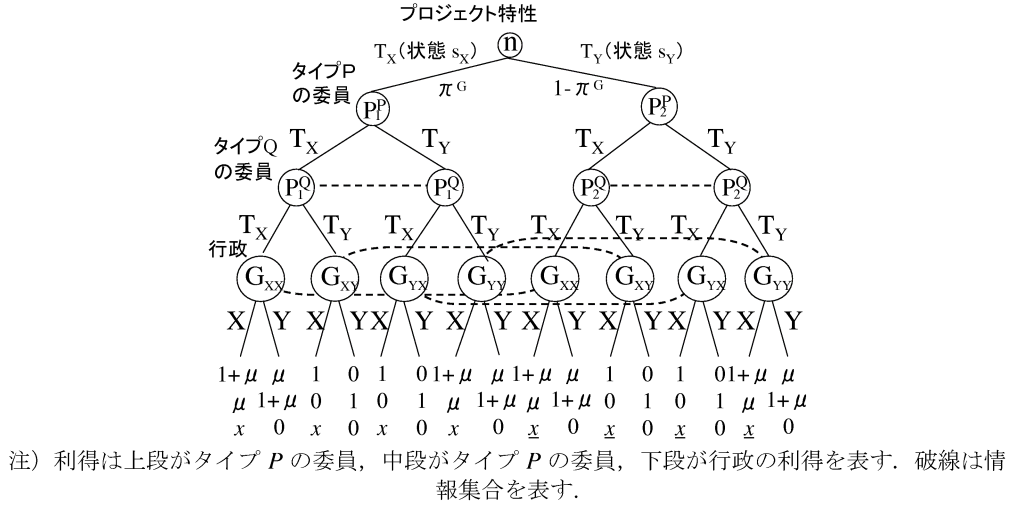 プロジェクト特性
n
T_X(状態 s_X) T_Y(状態 s_Y)
タイプP
の委員
π^G 1-π^G
P_1^P P_2^P
T_X T_Y T_X T_Y
タイプQ
の委員
P_1^Q P_1^Q P_2^Q P_2^Q
T_X T_Y T_X T_Y T_X T_Y T_X T_Y
行政
G_XX G_XY G_YX G_YY G_XX G_XY G_YX G_YY
X Y X Y X Y X Y X Y X Y X Y X Y
1+μ μ 1 0 1 0 1+μ μ 1+μ μ 1 0 1 0 1+μ μ
μ 1+μ 0 1 0 1 μ 1+μ μ 1+μ 0 1 0 1 μ 1+μ
x 0 x 0 x 0 x 0 x 0 x 0 x 0 x 0
注）利得は上段がタイプ P の委員，中段がタイプ P の委員，下段が行政の利得を表す．破線は情
報集合を表す．